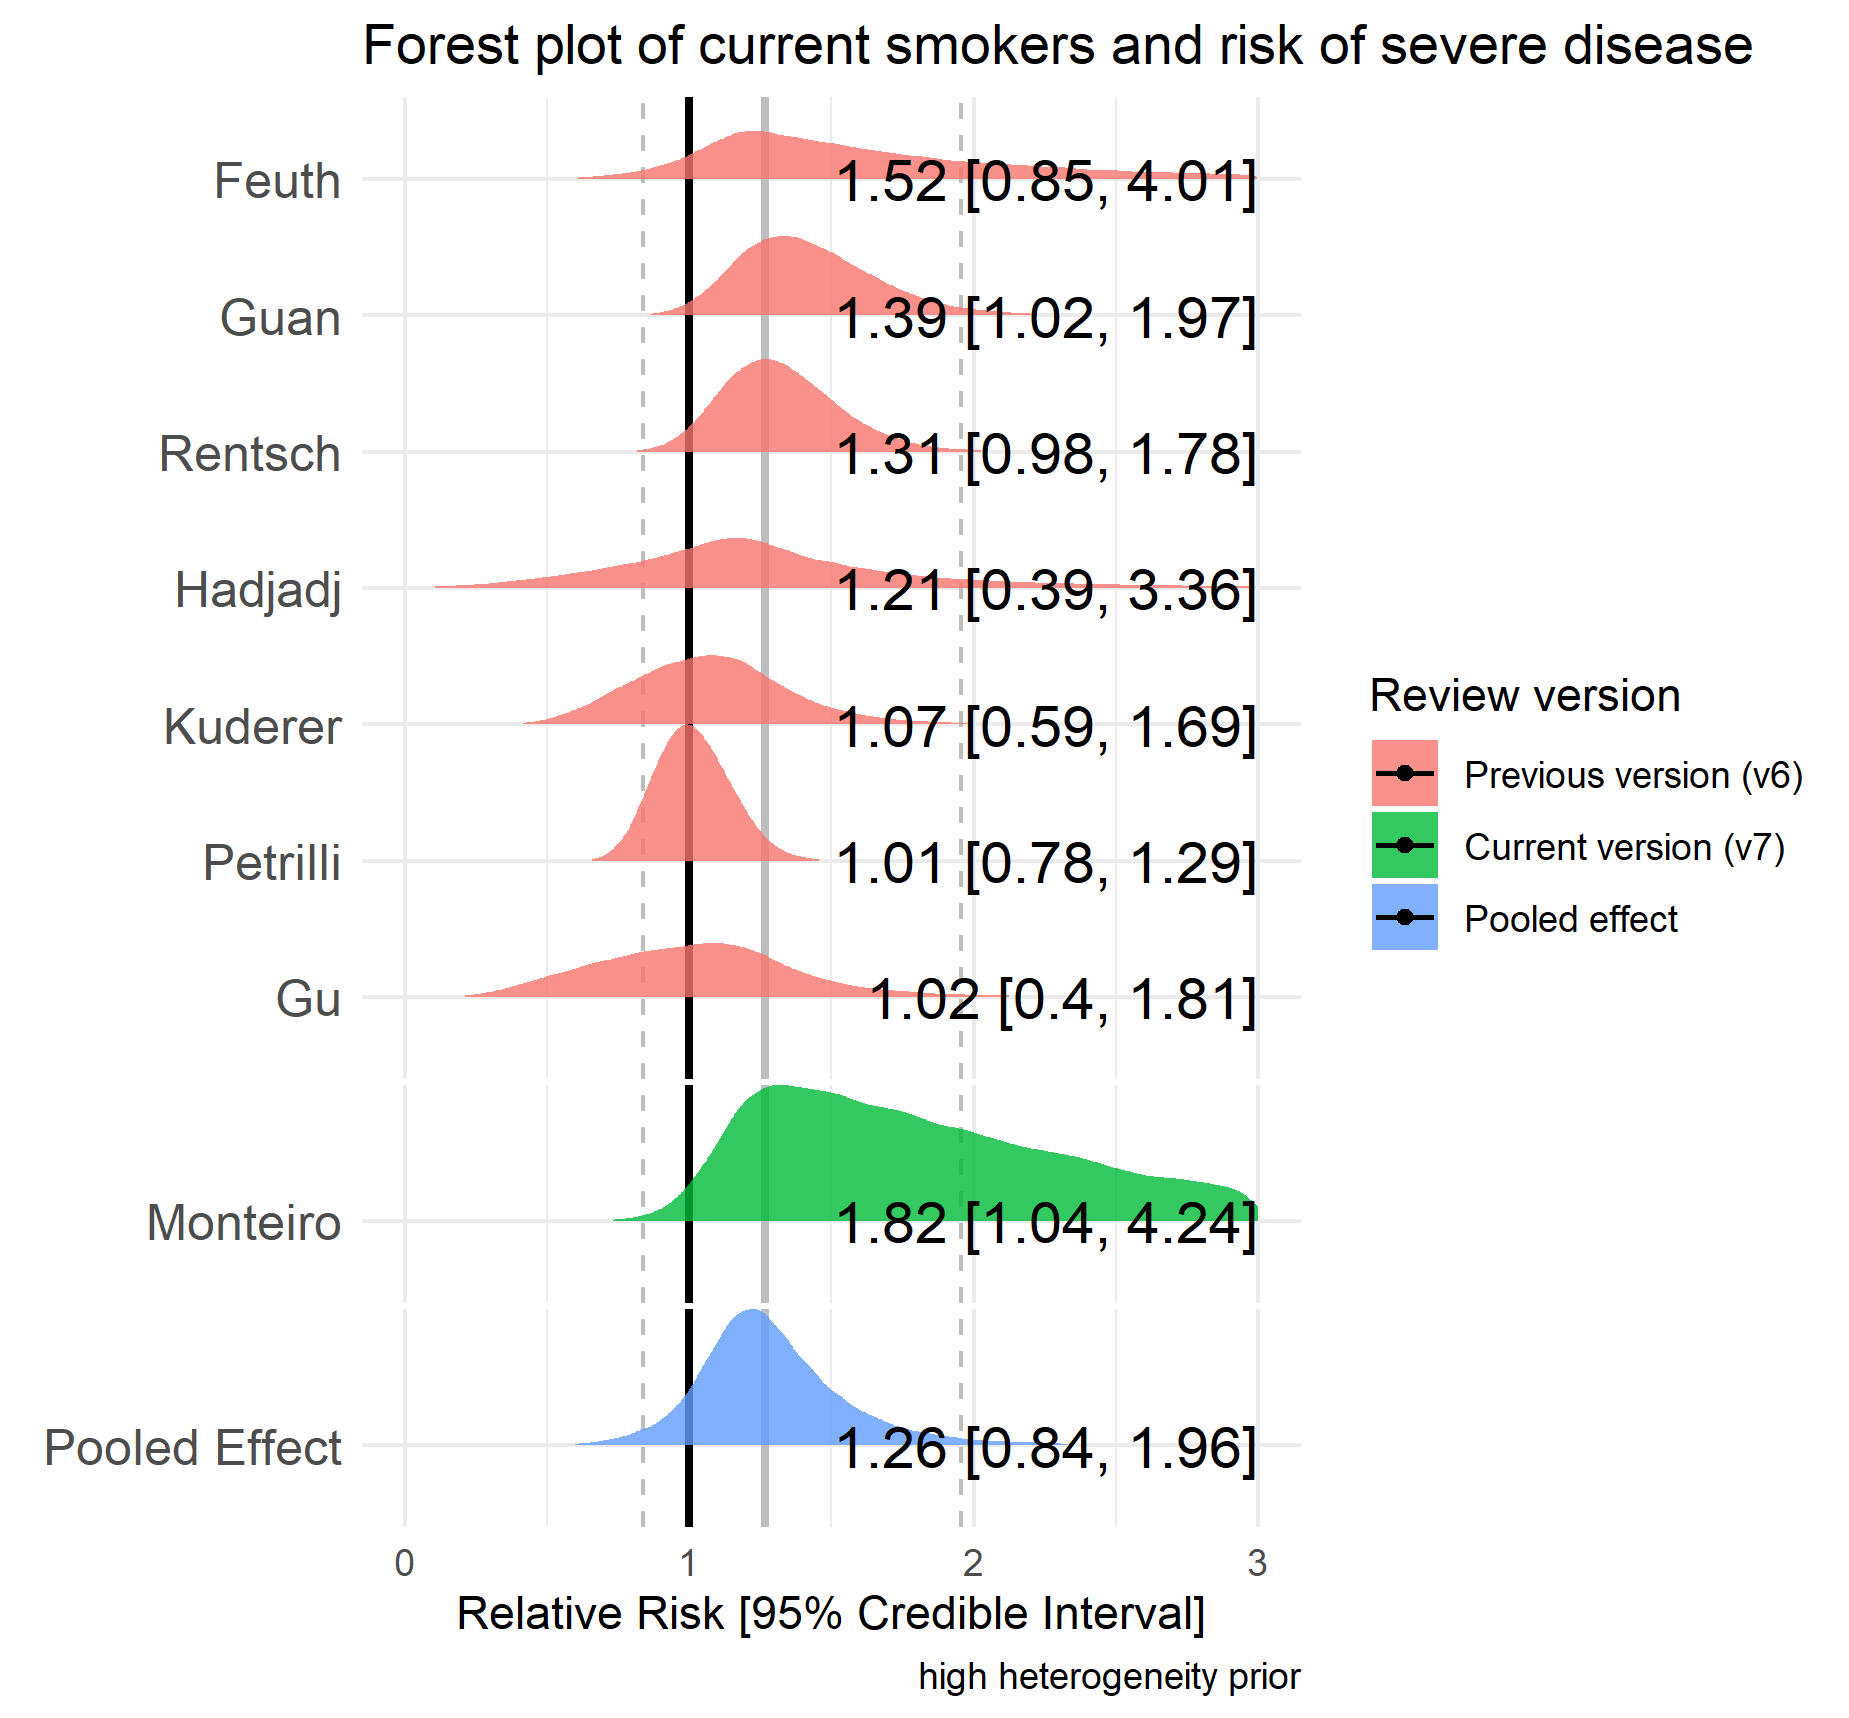 Forest plot of current smokers and risk of severe disease
Feuth 1.52 [0.85, 4.01]
Guan 1.39 [1.02, 1.97]
Rentsch 1.31 [0.98, 1.78]
Hadjadj 1.21 [0.39, 3.36]
Kuderer 1.07 [0.59, 1.69]
Petrilli 1.01 [0.78, 1.29]
Gu 1.02 [0.4, 1.81]
Monteiro 1.82 [1.04, 4.24]
Pooled Effect 1.26 [0.84, 1.96]
0 1 2 3
Relative Risk [95% Credible Interval]
high heterogeneity prior
Review version
Previous version (v6)
Current version (v7)
Pooled effect